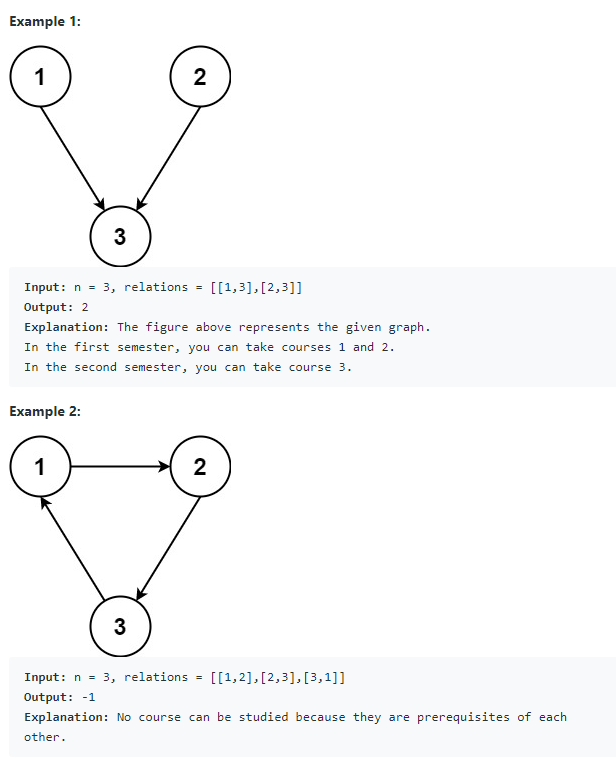 Example 1:
1 2
3
Input: n = 3, relations = [[1,3],[2,3]]
Output: 2
Explanation: The figure above represents the given graph.
In the first semester, you can take courses 1 and 2.
In the second semester, you can take course 3.
Example 2:
1 2
3
Input: n = 3, relations = [[1,2],[2,3],[3,1]]
Output: -1
Explanation: No course can be studied because they are prerequisites of each
other.